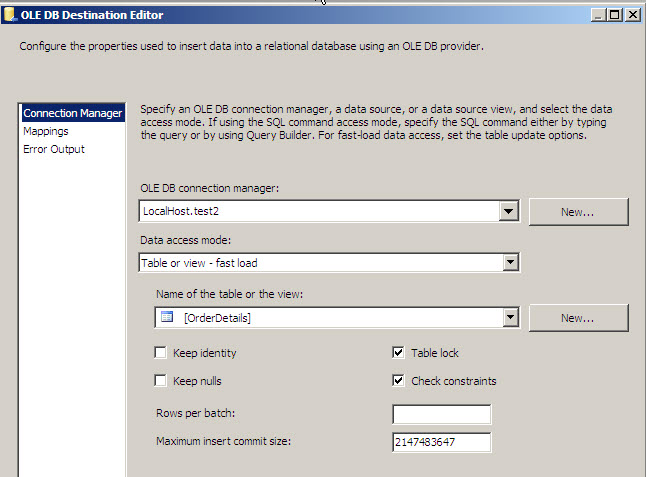 OLE DB Destination Editor
Configure the properties used to insert data into a relational database using an OLE DB provider.
Connection Manager
Mappings
Error Output
Specify an OLE DB connection manager, a data source, or a data source view, and select the data
access mode. If using the SQL command access mode, specify the SQL command either by typing
the query or by using Query Builder. For fast-load data access, set the table update options.
OLE DB connection manager:
LocalHost.test2
New...
Data access mode:
Table or view - fast load
Name of the table or the view:
[OrderDetails]
New...
Keep identity
Table lock
Keep nulls
Check constraints
Rows per batch:
Maximum insert commit size:
2147483647